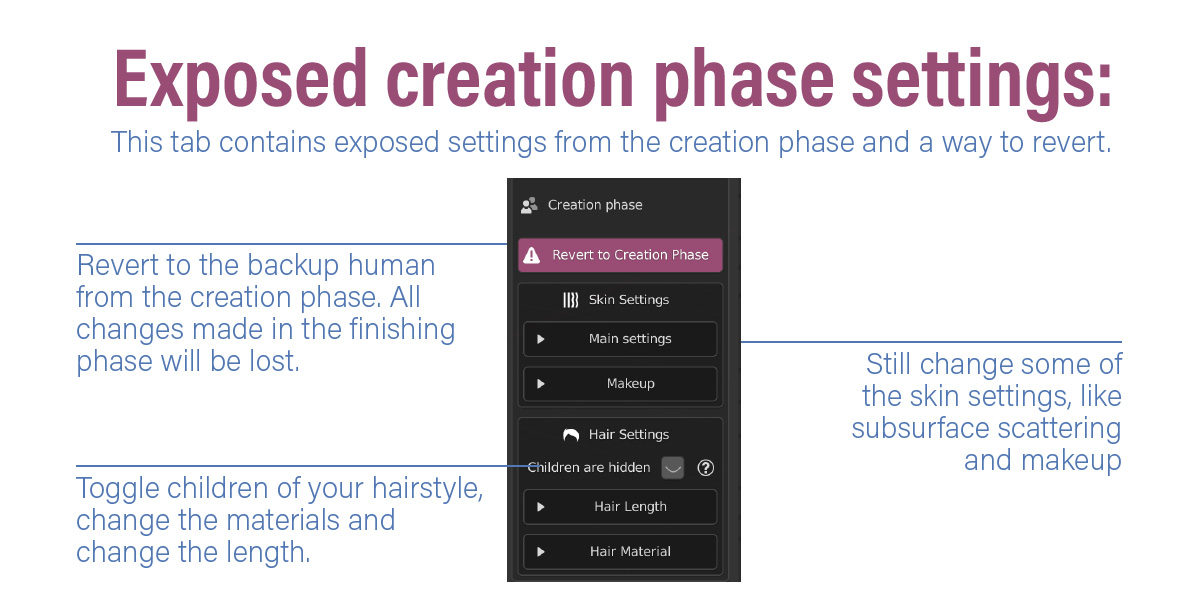 Exposed creation phase settings:
This tab contains exposed settings from the creation phase and a way to revert.
Creation phase
Revert to Creation Phase
Revert to the backup human
from the creation phase. All
changes made in the finishing
phase will be lost.
Skin Settings
Main settings
Makeup
Still change some of
the skin settings, like
subsurface scattering
and makeup
Hair Settings
Children are hidden
?
Hair Length
Hair Material
Toggle children of your hairstyle,
change the materials and
change the length.